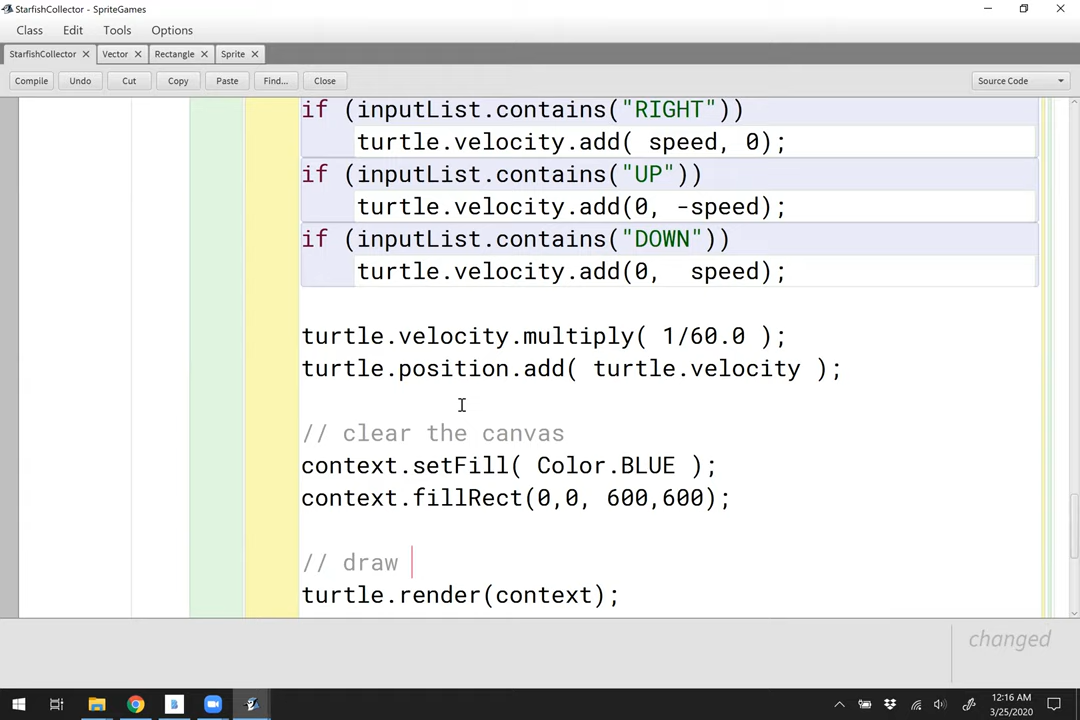 StarfishCollector - SpriteGames
Class Edit Tools Options
StarfishCollector × Vector × Rectangle × Sprite ×
Compile Undo Cut Copy Paste Find... Close Source Code
if (inputList.contains("RIGHT"))
turtle.velocity.add( speed, 0);
if (inputList.contains("UP"))
turtle.velocity.add(0, -speed);
if (inputList.contains("DOWN"))
turtle.velocity.add(0,  speed);
turtle.velocity.multiply( 1/60.0 );
turtle.position.add( turtle.velocity );
// clear the canvas
context.setFill( Color.BLUE );
context.fillRect(0,0, 600,600);
// draw
turtle.render(context);
changed
12:16 AM
3/25/2020